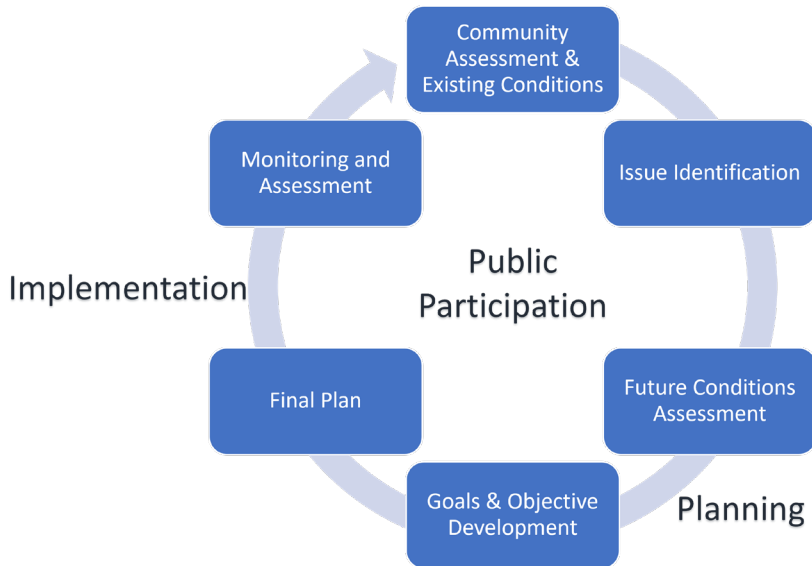 Community
Assessment &
Existing Conditions
Issue Identification
Future Conditions
Assessment
Goals & Objective
Development
Final Plan
Monitoring and
Assessment
Public
Participation
Implementation
Planning